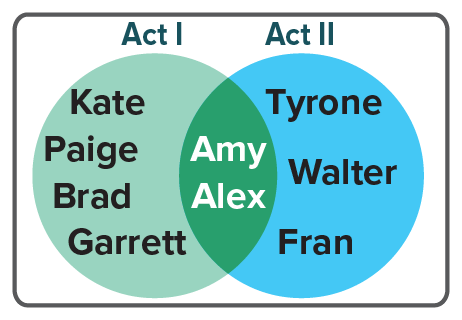 Act I
Act II
Kate
Paige
Brad
Garrett
Amy
Alex
Tyrone
Walter
Fran